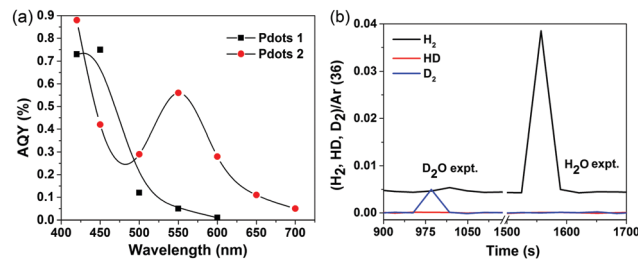 (a)
0.9
0.8
0.7
0.6
0.5
0.4
0.3
0.2
0.1
0.0
AQY (%)
Pdots 1
Pdots 2
400 450 500 550 600 650 700
Wavelength (nm)
(b)
0.04
0.03
0.02
0.01
0.00
(H2, HD, D2)/Ar (36)
H2
HD
D2
D2O expt.
H2O expt.
900 975 1050 1500 1600 1700
Time (s)